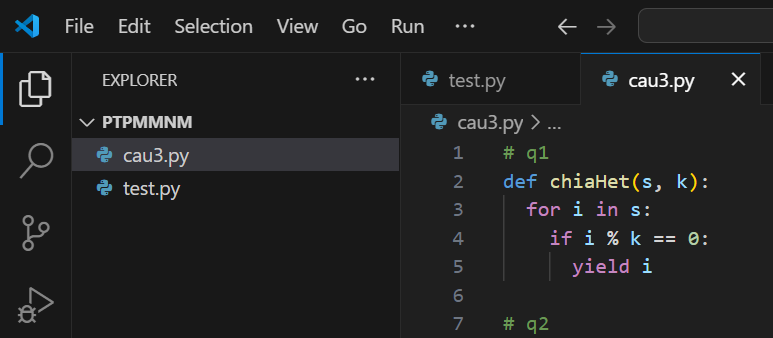 File Edit Selection View Go Run ...
EXPLORER ...
PTPMMNM
cau3.py
test.py
test.py cau3.py
cau3.py > ...
1 # q1
2 def chiaHet(s, k):
3 for i in s:
4 if i % k == 0:
5 yield i
6
7 # q2